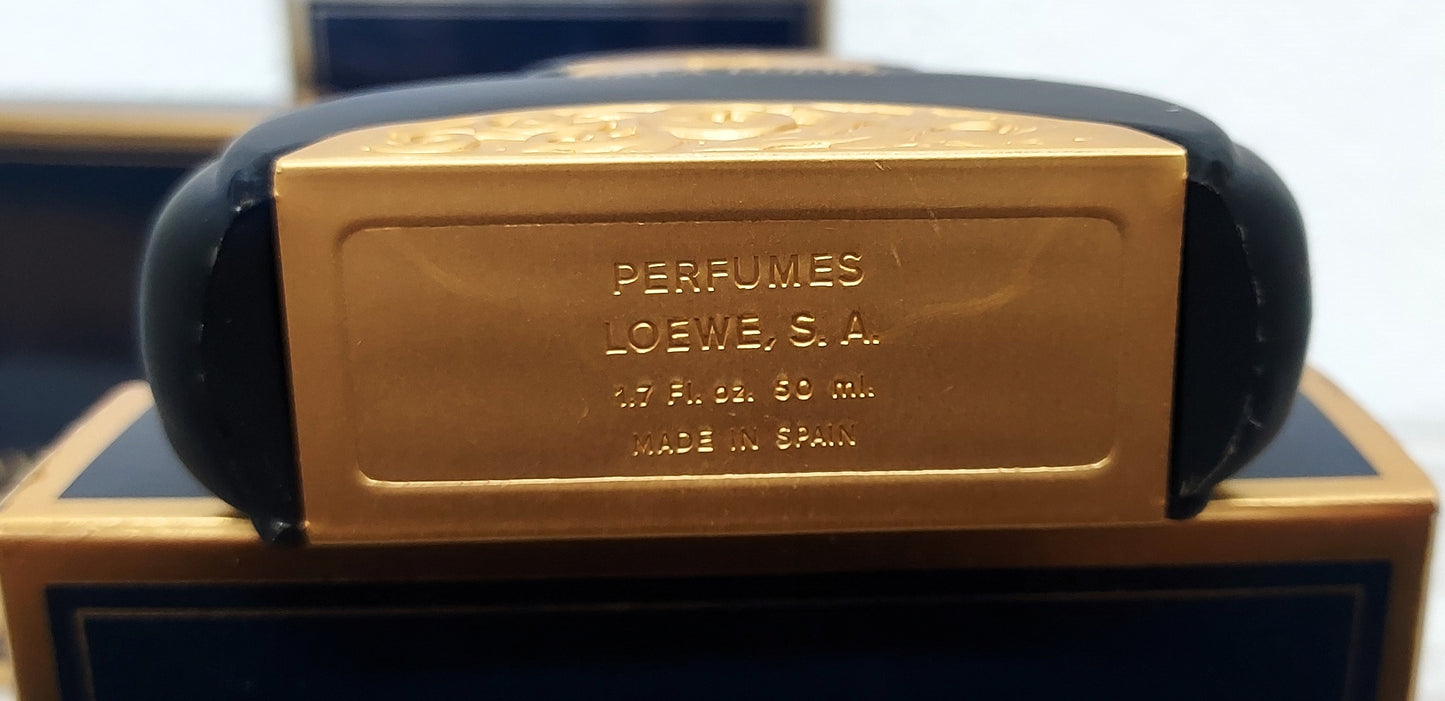 PERFUMES
LOEWE, S. A.
1.7 Fl. oz. 50 ml.
MADE IN SPAIN